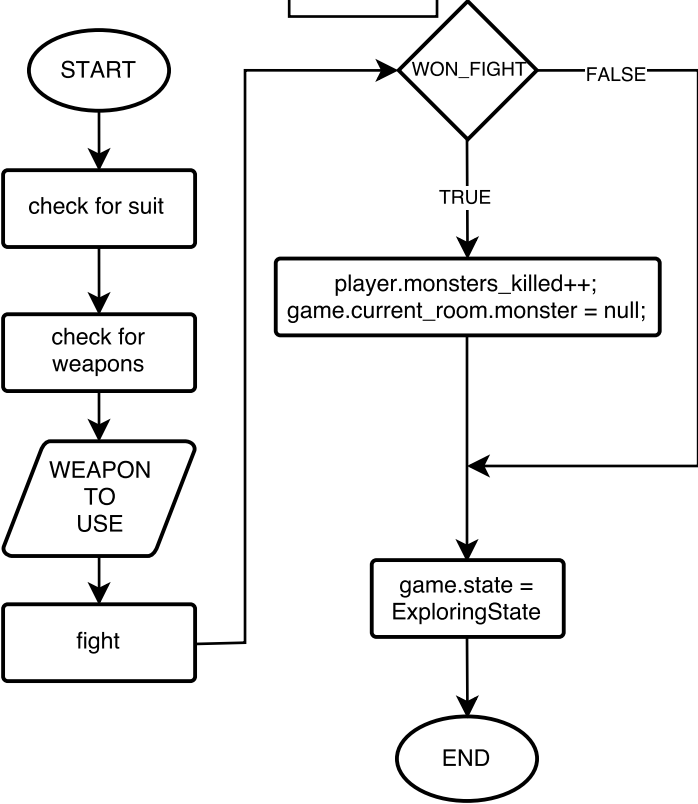 START
check for suit
check for
weapons
WEAPON
TO
USE
fight
WON_FIGHT
FALSE
TRUE
player.monsters_killed++;
game.current_room.monster = null;
game.state =
ExploringState
END